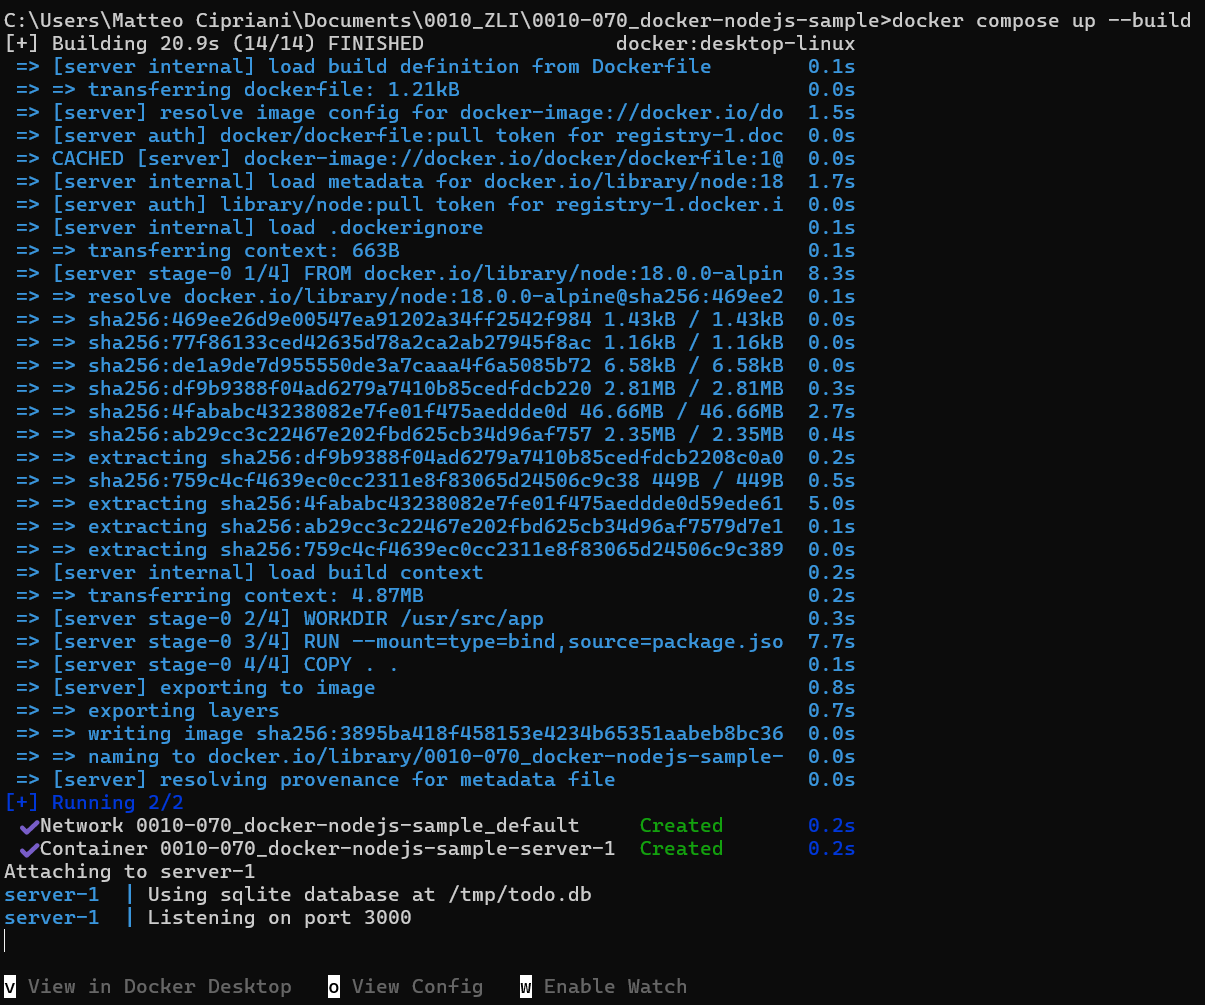 C:\Users\Matteo Cipriani\Documents\0010_ZLI\0010-070_docker-nodejs-sample>docker compose up --build
[+] Building 20.9s (14/14) FINISHED docker:desktop-linux
=> [server internal] load build definition from Dockerfile 0.1s
=> => transferring dockerfile: 1.21kB 0.0s
=> [server] resolve image config for docker-image://docker.io/do 1.5s
=> [server auth] docker/dockerfile:pull token for registry-1.doc 0.0s
=> CACHED [server] docker-image://docker.io/docker/dockerfile:1@ 0.0s
=> [server internal] load metadata for docker.io/library/node:18 1.7s
=> [server auth] library/node:pull token for registry-1.docker.i 0.0s
=> [server internal] load .dockerignore 0.1s
=> => transferring context: 663B 0.1s
=> [server stage-0 1/4] FROM docker.io/library/node:18.0.0-alpin 8.3s
=> => resolve docker.io/library/node:18.0.0-alpine@sha256:469ee2 0.1s
=> => sha256:469ee26d9e00547ea91202a34ff2542f984 1.43kB / 1.43kB 0.0s
=> => sha256:77f86133ced42635d78a2ca2ab27945f8ac 1.16kB / 1.16kB 0.0s
=> => sha256:de1a9de7d955550de3a7caaa4f6a5085b72 6.58kB / 6.58kB 0.0s
=> => sha256:df9b9388f04ad6279a7410b85cedfdcb220 2.81MB / 2.81MB 0.3s
=> => sha256:4fababc43238082e7fe01f475aeddde0d 46.66MB / 46.66MB 2.7s
=> => sha256:ab29cc3c22467e202fbd625cb34d96af757 2.35MB / 2.35MB 0.4s
=> => extracting sha256:df9b9388f04ad6279a7410b85cedfdcb2208c0a0 0.2s
=> => sha256:759c4cf4639ec0cc2311e8f83065d24506c9c38 449B / 449B 0.5s
=> => extracting sha256:4fababc43238082e7fe01f475aeddde0d59ede61 5.0s
=> => extracting sha256:ab29cc3c22467e202fbd625cb34d96af7579d7e1 0.1s
=> => extracting sha256:759c4cf4639ec0cc2311e8f83065d24506c9c389 0.0s
=> [server internal] load build context 0.2s
=> => transferring context: 4.87MB 0.2s
=> [server stage-0 2/4] WORKDIR /usr/src/app 0.3s
=> [server stage-0 3/4] RUN --mount=type=bind,source=package.jso 7.7s
=> [server stage-0 4/4] COPY . . 0.1s
=> [server] exporting to image 0.8s
=> => exporting layers 0.7s
=> => writing image sha256:3895ba418f458153e4234b65351aabeb8bc36 0.0s
=> => naming to docker.io/library/0010-070_docker-nodejs-sample- 0.0s
=> [server] resolving provenance for metadata file 0.0s
[+] Running 2/2
✔Network 0010-070_docker-nodejs-sample_default Created 0.2s
✔Container 0010-070_docker-nodejs-sample-server-1 Created 0.2s
Attaching to server-1
server-1 | Using sqlite database at /tmp/todo.db
server-1 | Listening on port 3000
v View in Docker Desktop o View Config w Enable Watch